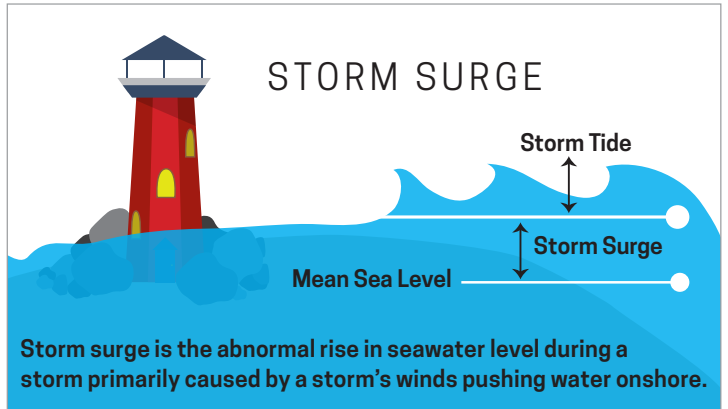 STORM SURGE
Storm Tide
Storm Surge
Mean Sea Level
Storm surge is the abnormal rise in seawater level during a
storm primarily caused by a storm's winds pushing water onshore.